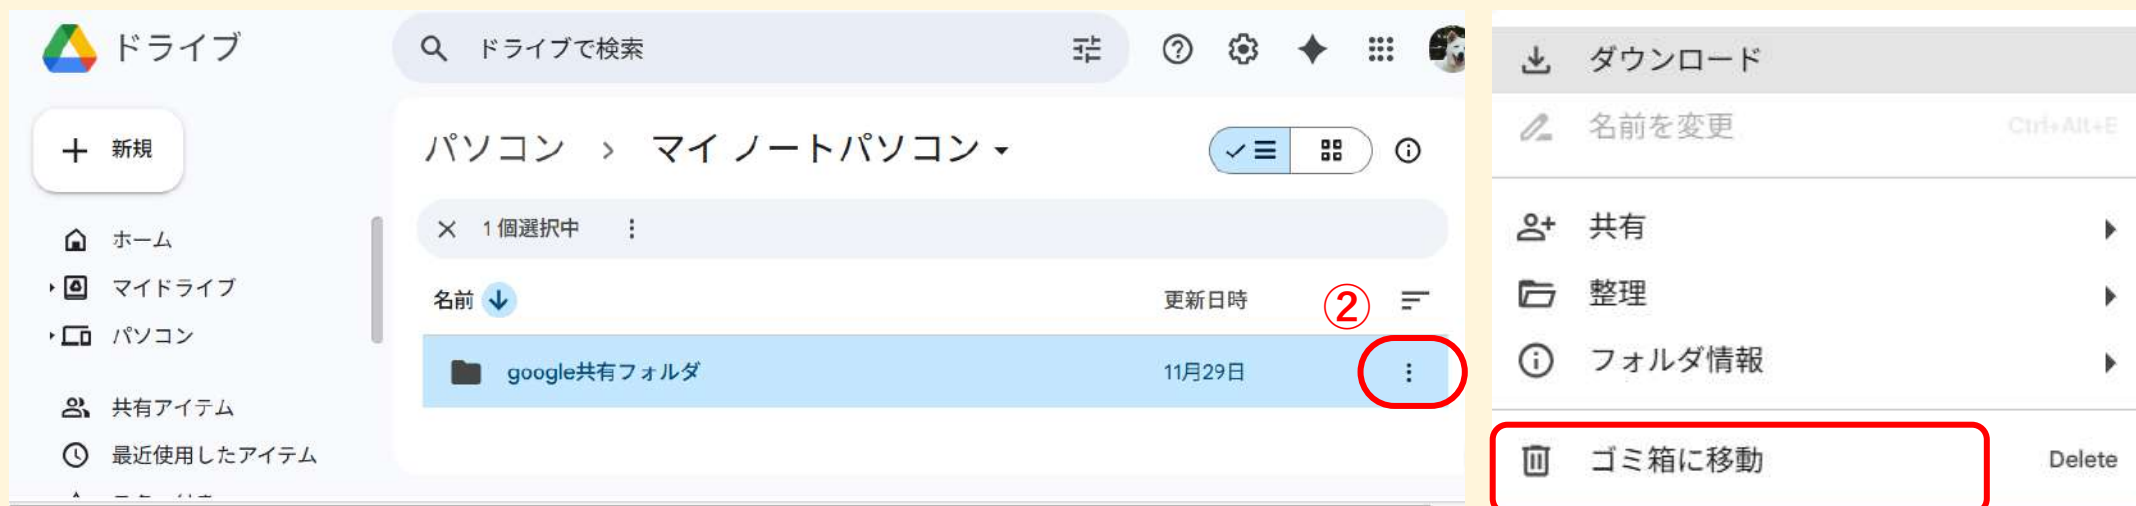 ドライブ
ドライブで検索
新規
パソコン > マイ ノートパソコン
1 個選択中
ホーム
マイドライブ
パソコン
共有アイテム
最近使用したアイテム
名前
更新日時
②
google共有フォルダ
11月29日
ダウンロード
名前を変更
Ctrl+Alt+E
共有
整理
フォルダ情報
ゴミ箱に移動
Delete